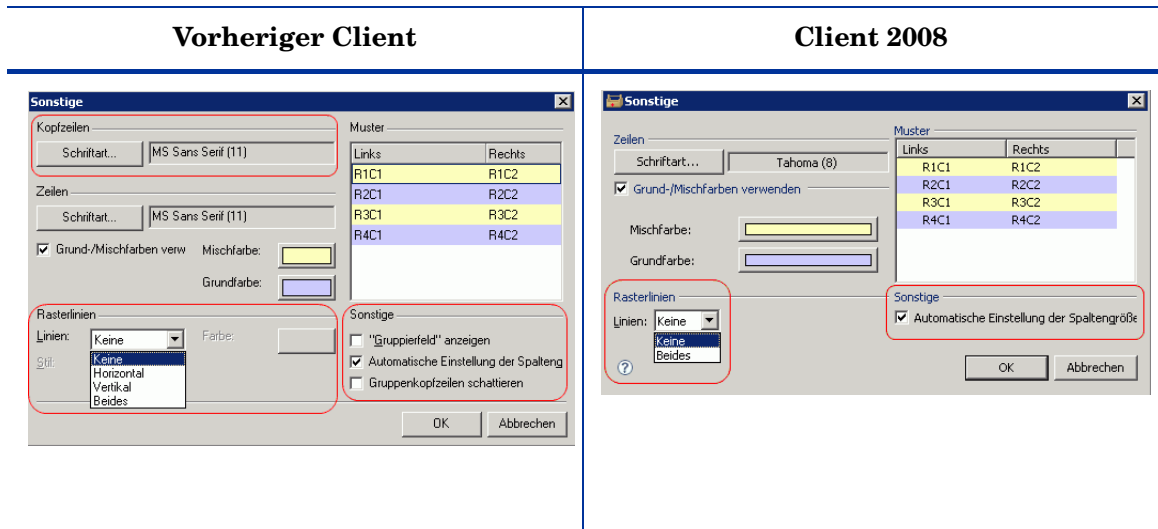 Vorheriger Client
Client 2008
Sonstige
Kopfzeilen
Schriftart...
MS Sans Serif (11)
Zeilen
Schriftart...
MS Sans Serif (11)
Grund-/Mischfarben verw
Mischfarbe:
Grundfarbe:
Rasterlinien
Linien:
Keine
Farbe:
Stil:
Keine
Horizontal
Vertikal
Beides
Muster
Links Rechts
R1C1 R1C2
R2C1 R2C2
R3C1 R3C2
R4C1 R4C2
Sonstige
"Gruppierfeld" anzeigen
Automatische Einstellung der Spalteng
Gruppenkopfzeilen schattieren
OK
Abbrechen
Sonstige
Zeilen
Schriftart...
Tahoma (8)
Grund-/Mischfarben verwenden
Mischfarbe:
Grundfarbe:
Rasterlinien
Linien:
Keine
Keine
Beides
?
Muster
Links Rechts
R1C1 R1C2
R2C1 R2C2
R3C1 R3C2
R4C1 R4C2
Sonstige
Automatische Einstellung der Spaltengröße
OK
Abbrechen